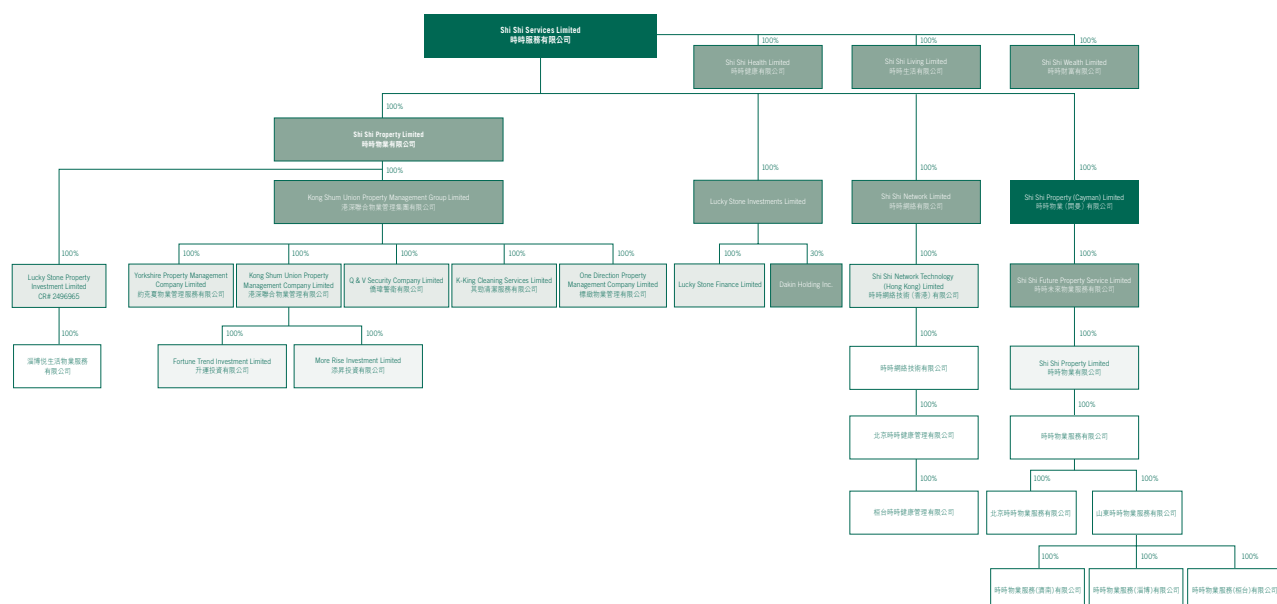 Shi Shi Services Limited
時時服務有限公司
100%
100%
100%
Shi Shi Health Limited
時時健康有限公司
Shi Shi Living Limited
時時生活有限公司
Shi Shi Wealth Limited
時時財富有限公司
100%
100%
100%
100%
Shi Shi Property Limited
時時物業有限公司
100%
Kong Shum Union Property Management Group Limited
港深聯合物業管理集團有限公司
Lucky Stone Investments Limited
Shi Shi Network Limited
時時網絡有限公司
Shi Shi Property (Cayman) Limited
時時物業(開曼)有限公司
100%
100%
100%
100%
100%
100%
100%
30%
100%
100%
Lucky Stone Property
Investment Limited
CR# 2496965
Yorkshire Property Management
Company Limited
約克夏物業管理服務有限公司
Kong Shum Union Property
Management Company Limited
港深聯合物業管理有限公司
Q & V Security Company Limited
僑瑋警衛有限公司
K-King Cleaning Services Limited
其勁清潔服務有限公司
One Direction Property
Management Company Limited
標緻物業管理有限公司
Lucky Stone Finance Limited
Dakin Holding Inc.
Shi Shi Network Technology
(Hong Kong) Limited
時時網絡技術(香港)有限公司
Shi Shi Future Property Service Limited
時時未來物業服務有限公司
100%
100%
100%
100%
100%
淄博悦生活物業服務
有限公司
Fortune Trend Investment Limited
升運投資有限公司
More Rise Investment Limited
添昇投資有限公司
時時網絡技術有限公司
Shi Shi Property Limited
時時物業有限公司
100%
100%
北京時時健康管理有限公司
時時物業服務有限公司
100%
100%
100%
桓台時時健康管理有限公司
北京時時物業服務有限公司
山東時時物業服務有限公司
100%
100%
100%
時時物業服務(濟南)有限公司
時時物業服務(淄博)有限公司
時時物業服務(桓台)有限公司